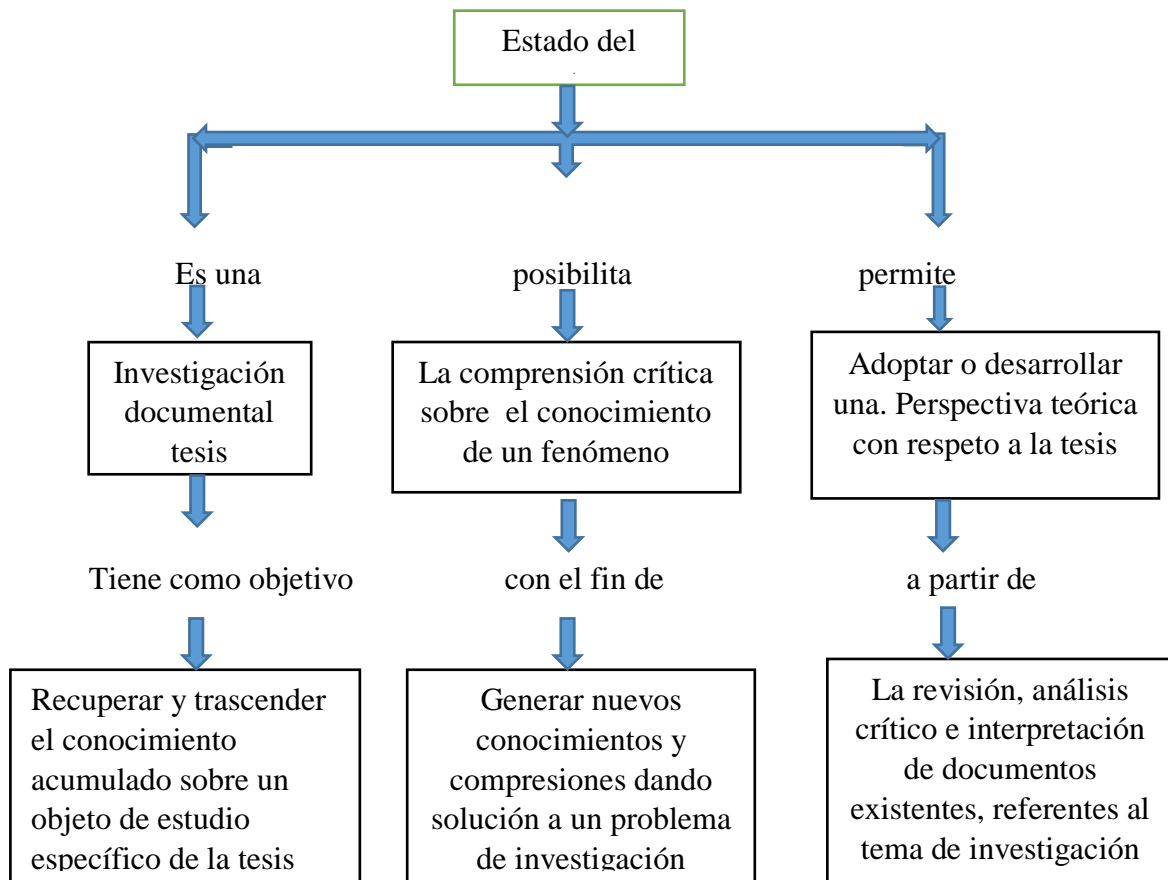 Estado del
Es una
posibilita
permite
Investigación
documental
tesis
La comprensión crítica
sobre el conocimiento
de un fenómeno
Adoptar o desarrollar
una. Perspectiva teórica
con respeto a la tesis
Tiene como objetivo
con el fin de
a partir de
Recuperar y trascender
el conocimiento
acumulado sobre un
objeto de estudio
específico de la tesis
Generar nuevos
conocimientos y
compresiones dando
solución a un problema
de investigación
La revisión, análisis
crítico e interpretación
de documentos
existentes, referentes al
tema de investigación